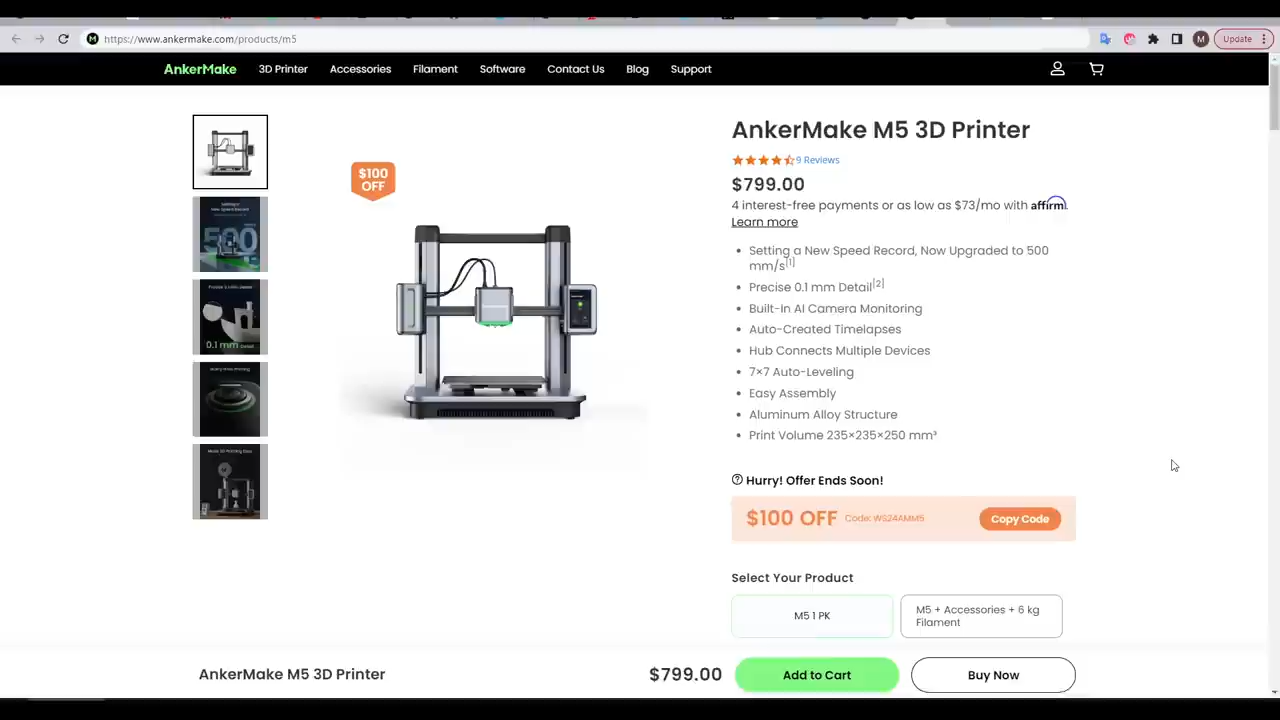 https://www.ankermake.com/products/m5
M
Update
AnkerMake
3D Printer
Accessories
Filament
Software
Contact Us
Blog
Support
$100
OFF
500
0.1 mm Detail
AnkerMake M5 3D Printer
9 Reviews
$799.00
4 interest-free payments or as low as $73/mo with affirm.
Learn more
Setting a New Speed Record, Now Upgraded to 500
mm/s[1]
Precise 0.1 mm Detail[2]
Built-In AI Camera Monitoring
Auto-Created Timelapses
Hub Connects Multiple Devices
7×7 Auto-Leveling
Easy Assembly
Aluminum Alloy Structure
Print Volume 235×235×250 mm³
Hurry! Offer Ends Soon!
$100 OFF Code: WS24AMM5 Copy Code
Select Your Product
M5 1 PK
M5 + Accessories + 6 kg
Filament
AnkerMake M5 3D Printer
$799.00
Add to Cart
Buy Now